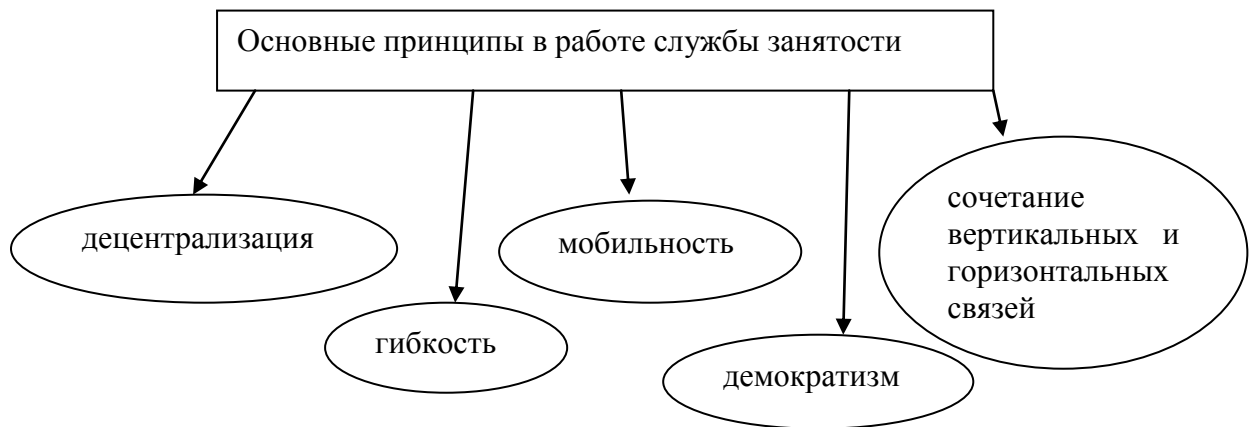 Основные принципы в работе службы занятости
децентрализация
гибкость
мобильность
демократизм
сочетание
вертикальных и
горизонтальных
связей